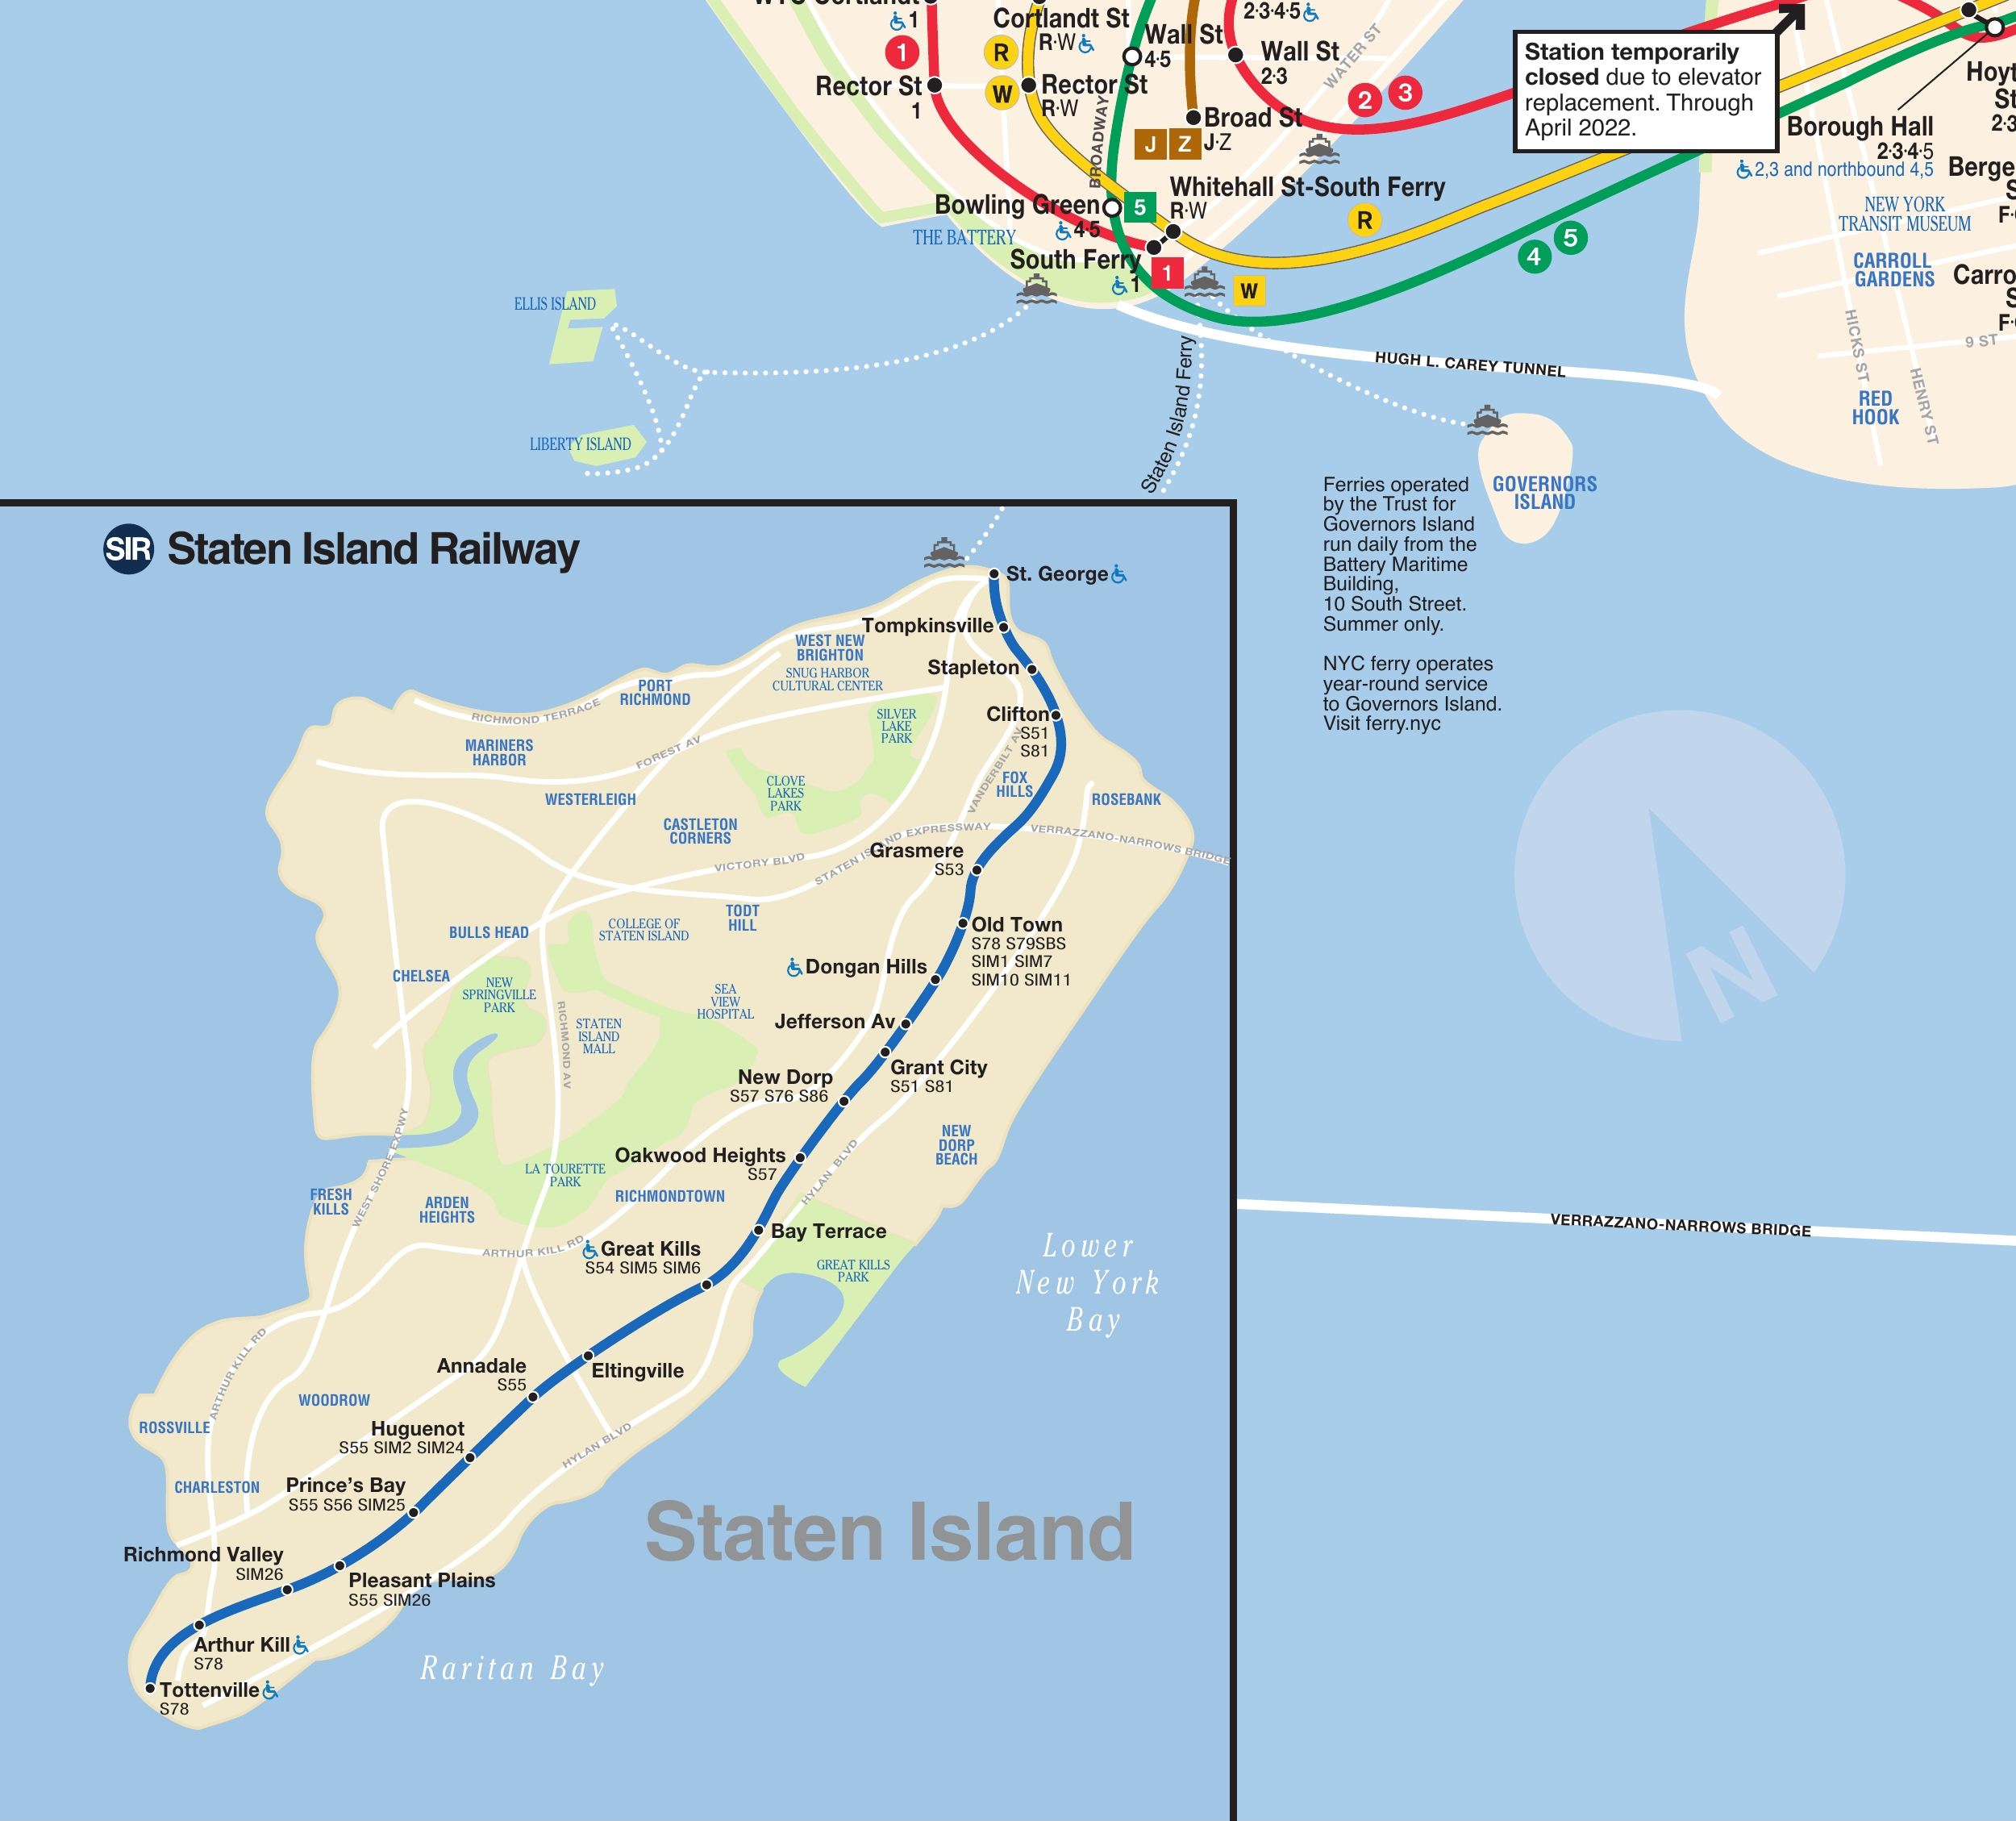 1
Cortlandt St
R·W
2·3·4·5
1
R
Wall St
4·5
Wall St
2·3
WATER ST
Station temporarily
closed due to elevator
replacement. Through
April 2022.
Rector St
1
W
Rector St
R·W
2
3
BROADWAY
Broad St
J·Z
J
Z
Borough Hall
2·3·4·5
2,3 and northbound 4,5
Whitehall St-South Ferry
R·W
R
Bowling Green
4·5
5
THE BATTERY
South Ferry
1
1
W
4
5
NEW YORK
TRANSIT MUSEUM
CARROLL
GARDENS
HICKS ST
HENRY ST
9 ST
RED
HOOK
ELLIS ISLAND
LIBERTY ISLAND
Staten Island Ferry
HUGH L. CAREY TUNNEL
GOVERNORS
ISLAND
Ferries operated
by the Trust for
Governors Island
run daily from the
Battery Maritime
Building,
10 South Street.
Summer only.
NYC ferry operates
year-round service
to Governors Island.
Visit ferry.nyc
SIR Staten Island Railway
St. George
Tompkinsville
Stapleton
Clifton
S51
S81
WEST NEW
BRIGHTON
SNUG HARBOR
CULTURAL CENTER
PORT
RICHMOND
RICHMOND TERRACE
SILVER
LAKE
PARK
MARINERS
HARBOR
FOREST AV
VANDERBILT AV
FOX
HILLS
ROSEBANK
CLOVE
LAKES
PARK
WESTERLEIGH
CASTLETON
CORNERS
VICTORY BLVD
STATEN ISLAND EXPRESSWAY
VERRAZZANO-NARROWS BRIDGE
Grasmere
S53
Old Town
S78 S79SBS
SIM1 SIM7
SIM10 SIM11
TODT
HILL
COLLEGE OF
STATEN ISLAND
BULLS HEAD
Dongan Hills
CHELSEA
NEW
SPRINGVILLE
PARK
SEA
VIEW
HOSPITAL
STATEN
ISLAND
MALL
RICHMOND AV
Jefferson Av
Grant City
S51 S81
New Dorp
S57 S76 S86
NEW
DORP
BEACH
Oakwood Heights
S57
HYLAN BLVD
LA TOURETTE
PARK
RICHMONDTOWN
WEST SHORE EXPWY
FRESH
KILLS
ARDEN
HEIGHTS
Bay Terrace
ARTHUR KILL RD
Great Kills
S54 SIM5 SIM6
GREAT KILLS
PARK
Lower
New York
Bay
N
VERRAZZANO-NARROWS BRIDGE
Eltingville
Annadale
S55
ARTHUR KILL RD
WOODROW
ROSSVILLE
Huguenot
S55 SIM2 SIM24
HYLAN BLVD
CHARLESTON
Prince's Bay
S55 S56 SIM25
Staten Island
Richmond Valley
SIM26
Pleasant Plains
S55 SIM26
Arthur Kill
S78
Raritan Bay
Tottenville
S78